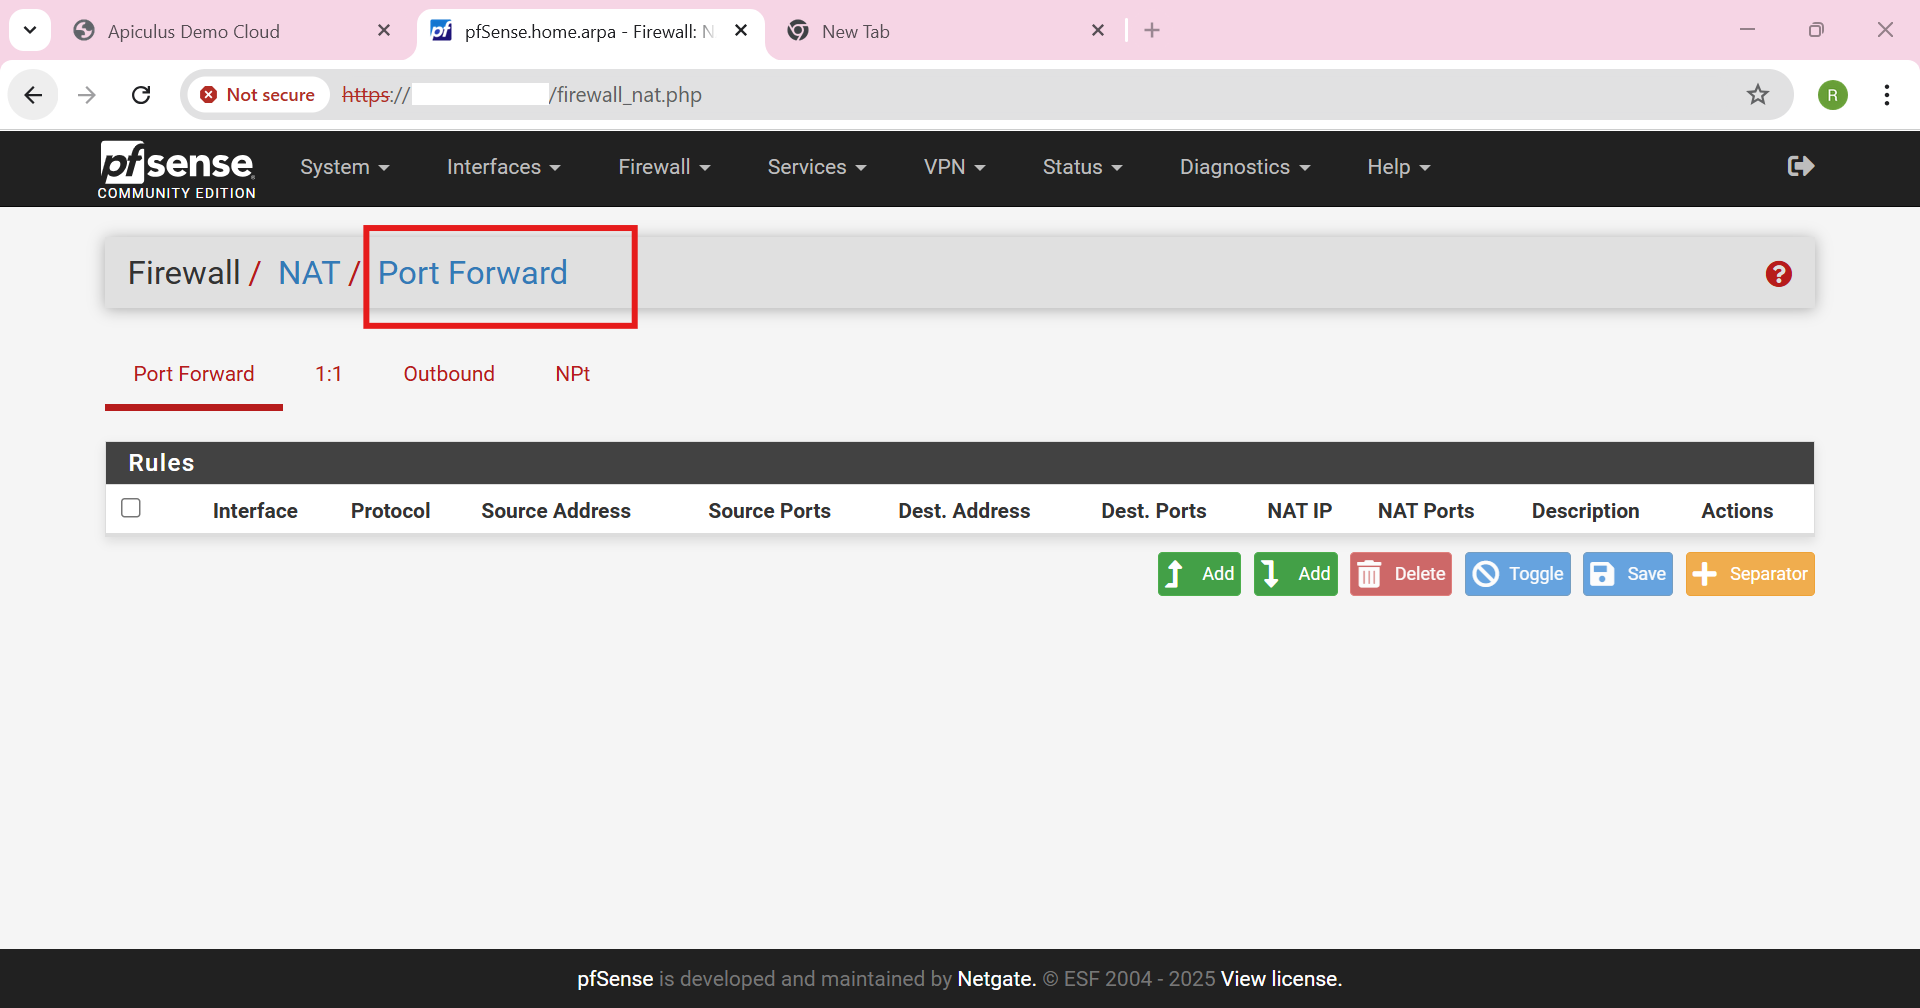 Apiculus Demo Cloud
pfSense.home.arpa - Firewall: N
New Tab
Not secure
https://
/firewall_nat.php
R
pfsense
COMMUNITY EDITION
System
Interfaces
Firewall
Services
VPN
Status
Diagnostics
Help
Firewall / NAT / Port Forward
?
Port Forward
1:1
Outbound
NPt
Rules
Interface
Protocol
Source Address
Source Ports
Dest. Address
Dest. Ports
NAT IP
NAT Ports
Description
Actions
Add
Add
Delete
Toggle
Save
Separator
pfSense is developed and maintained by Netgate. © ESF 2004 - 2025 View license.